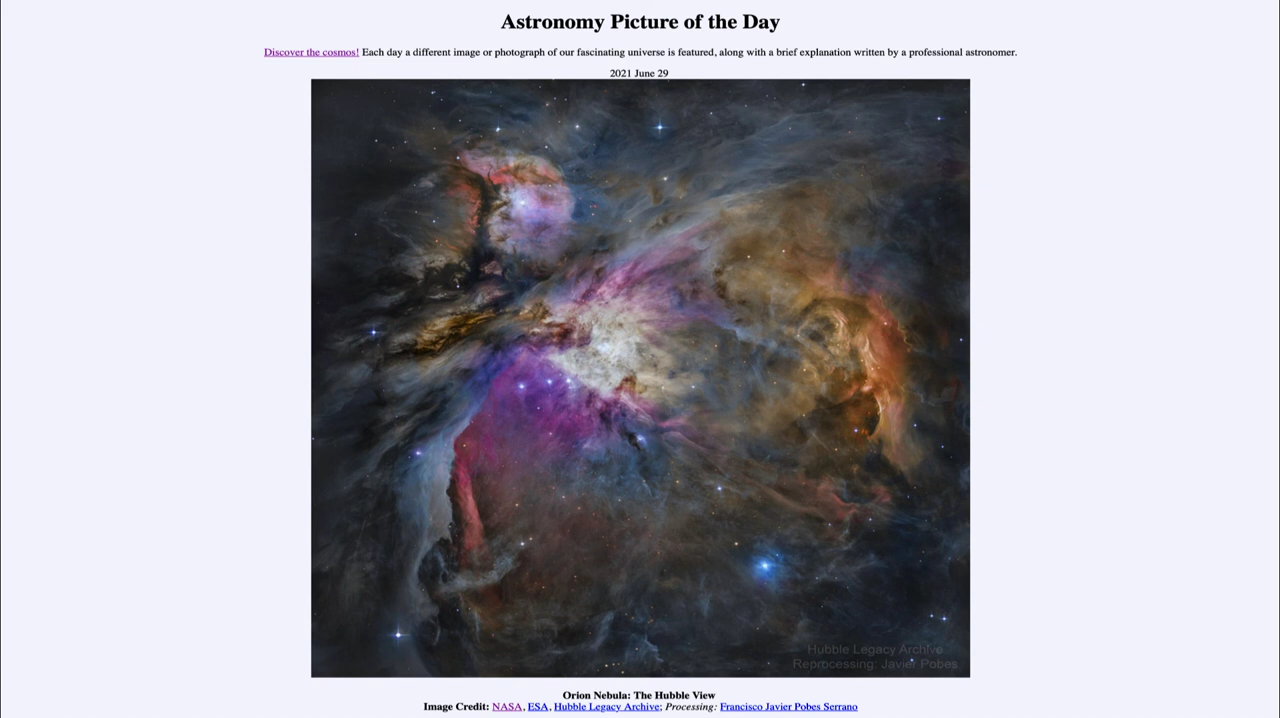 Astronomy Picture of the Day
Discover the cosmos! Each day a different image or photograph of our fascinating universe is featured, along with a brief explanation written by a professional astronomer.
2021 June 29
Hubble Legacy Archive
Reprocessing: Javier Pobes
Orion Nebula: The Hubble View
Image Credit: NASA, ESA, Hubble Legacy Archive; Processing: Francisco Javier Pobes Serrano